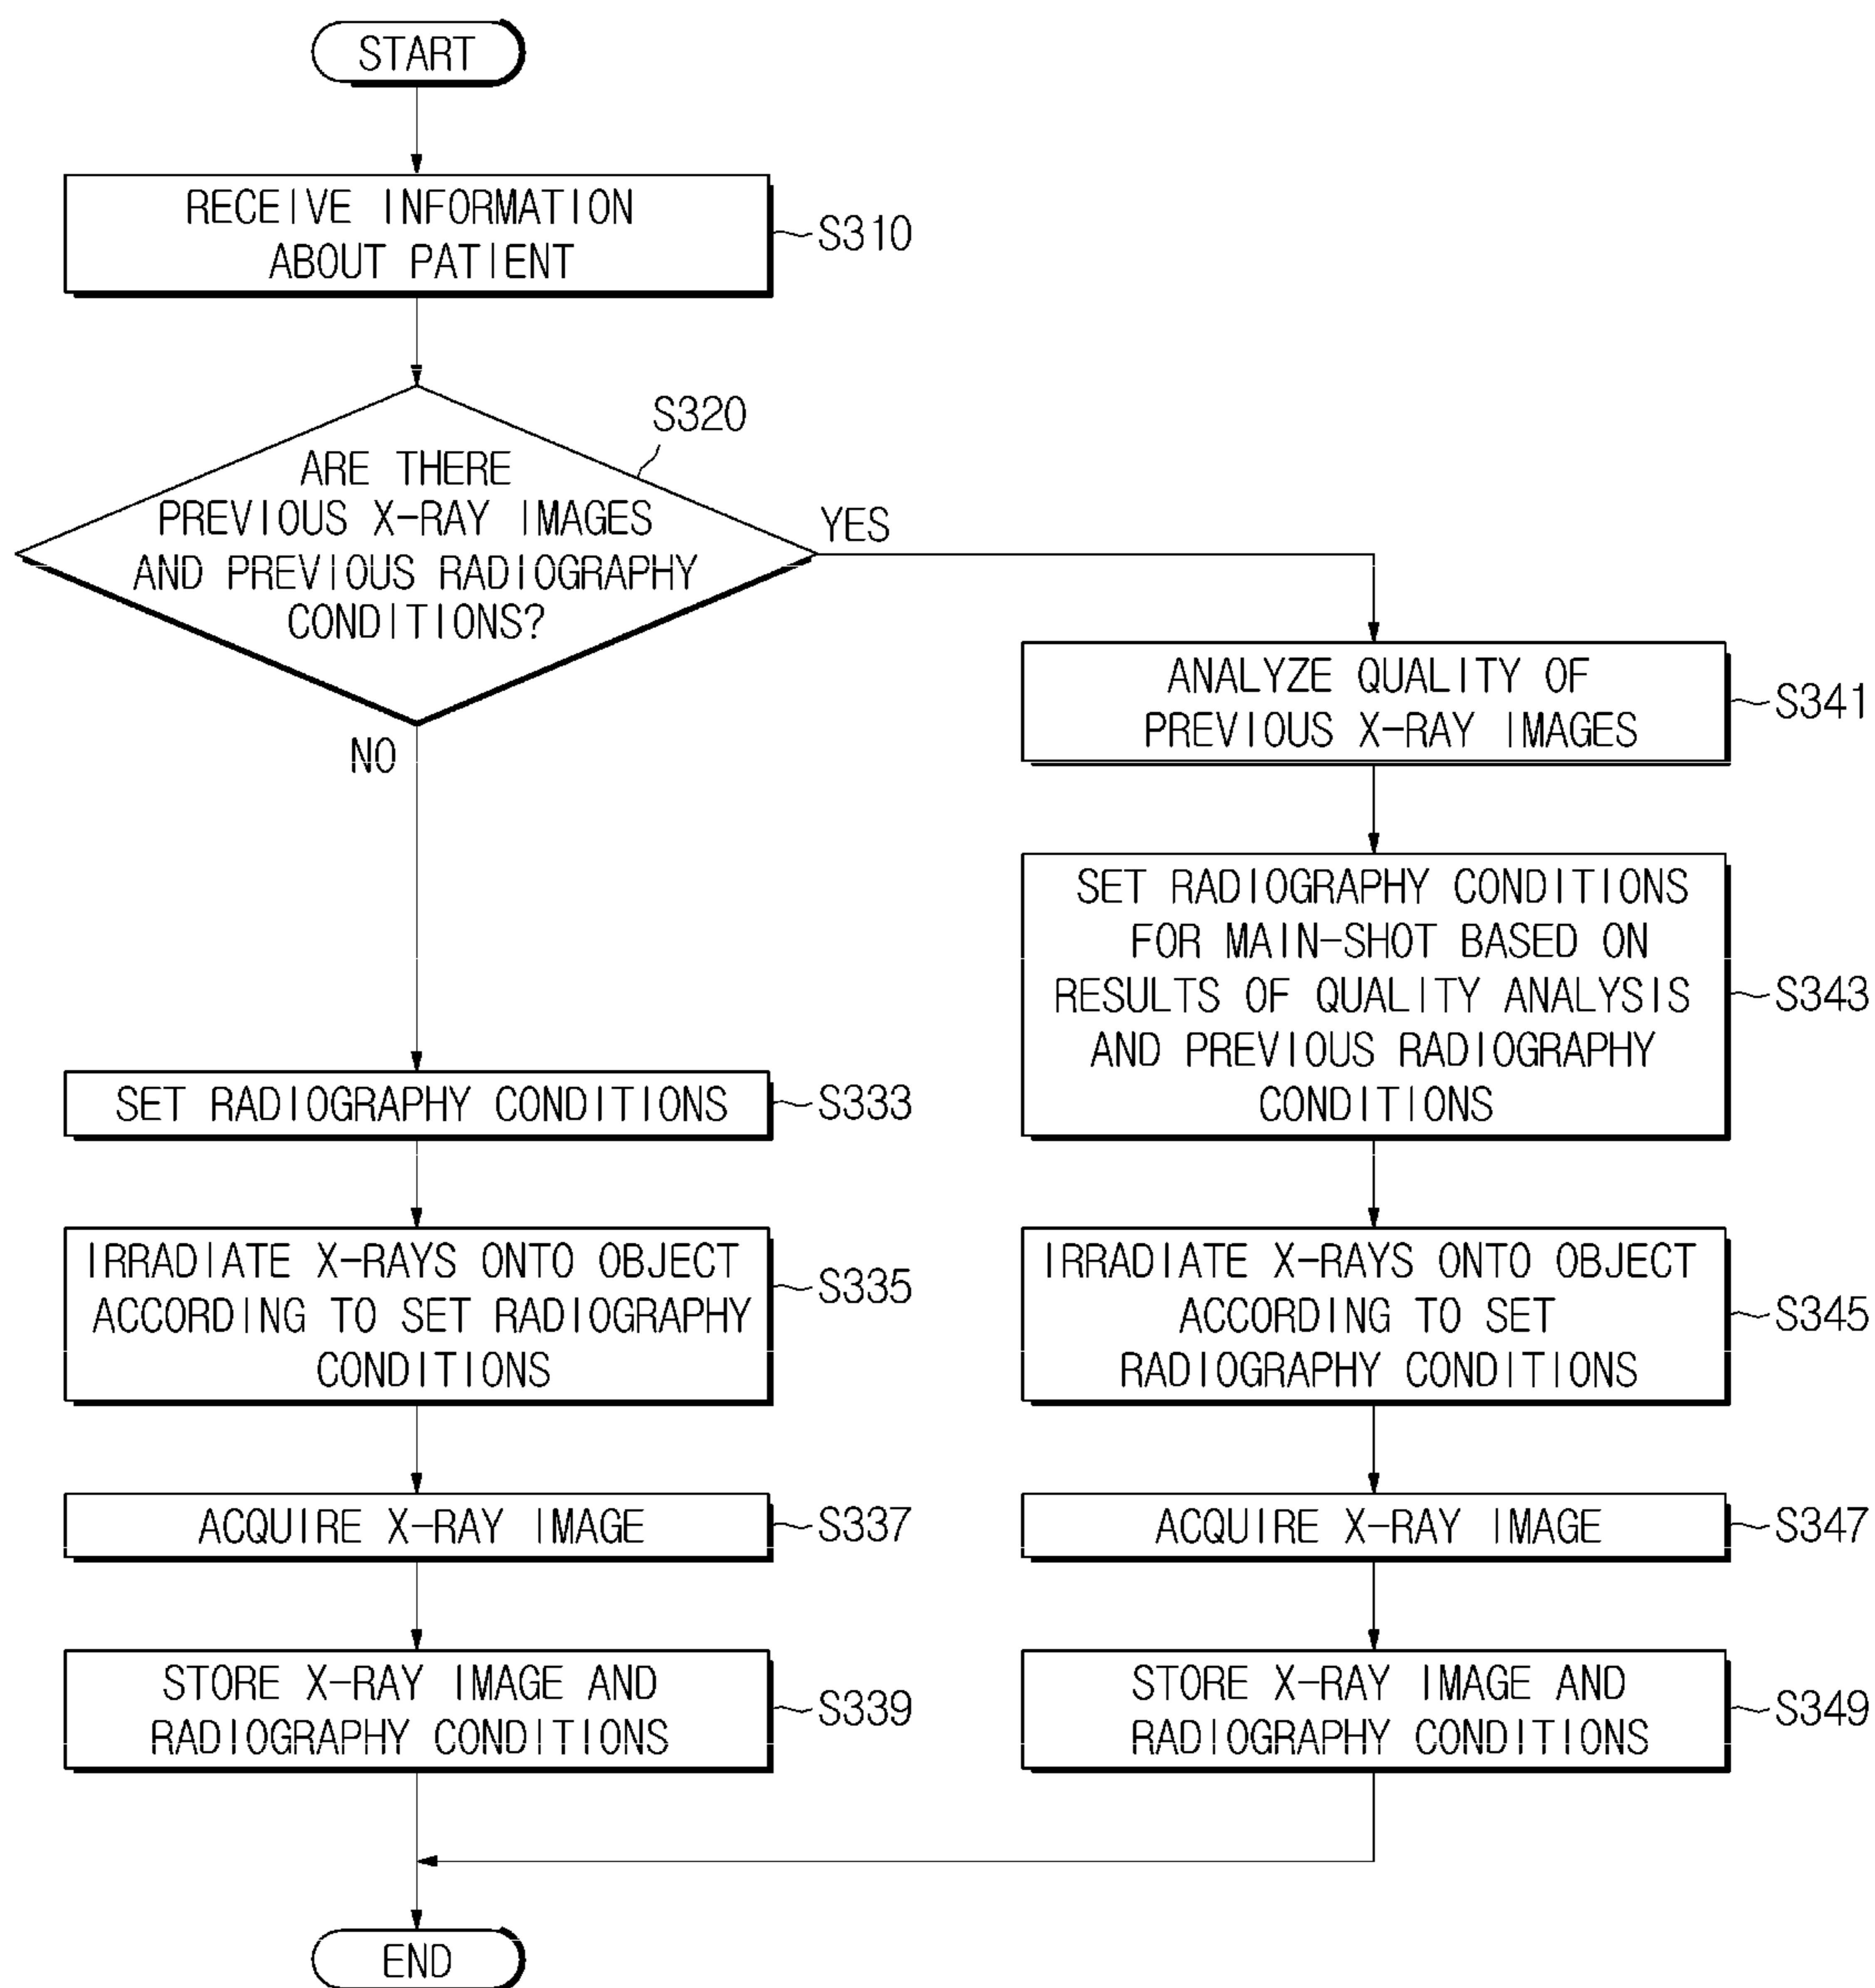 START
RECEIVE INFORMATION
ABOUT PATIENT
S310
S320
ARE THERE
PREVIOUS X-RAY IMAGES
AND PREVIOUS RADIOGRAPHY
CONDITIONS?
YES
NO
ANALYZE QUALITY OF
PREVIOUS X-RAY IMAGES
S341
SET RADIOGRAPHY CONDITIONS
FOR MAIN-SHOT BASED ON
RESULTS OF QUALITY ANALYSIS
AND PREVIOUS RADIOGRAPHY
CONDITIONS
S343
SET RADIOGRAPHY CONDITIONS
S333
IRRADIATE X-RAYS ONTO OBJECT
ACCORDING TO SET RADIOGRAPHY
CONDITIONS
S335
IRRADIATE X-RAYS ONTO OBJECT
ACCORDING TO SET
RADIOGRAPHY CONDITIONS
S345
ACQUIRE X-RAY IMAGE
S337
ACQUIRE X-RAY IMAGE
S347
STORE X-RAY IMAGE AND
RADIOGRAPHY CONDITIONS
S339
STORE X-RAY IMAGE AND
RADIOGRAPHY CONDITIONS
S349
END